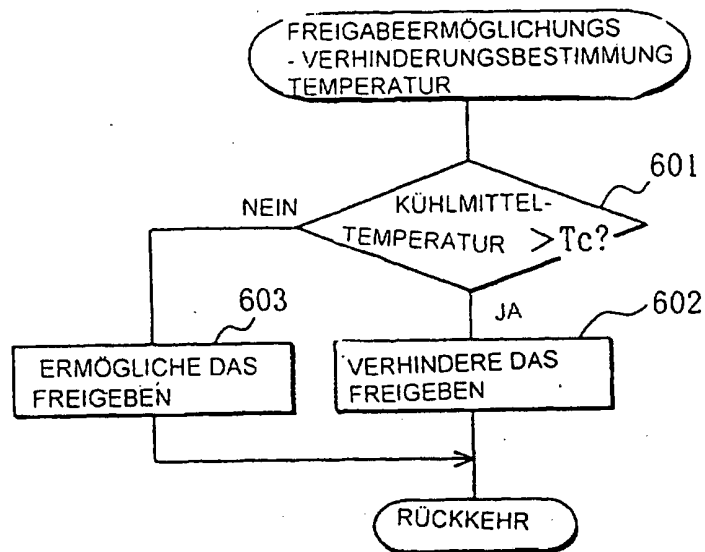 FREIGABEERMÖGLICHUNGS
- VERHINDERUNGSBESTIMMUNG
TEMPERATUR
601
NEIN
KÜHLMITTEL-
TEMPERATUR > Tc?
603
JA
602
ERMÖGLICHE DAS
FREIGEBEN
VERHINDERE DAS
FREIGEBEN
RÜCKKEHR